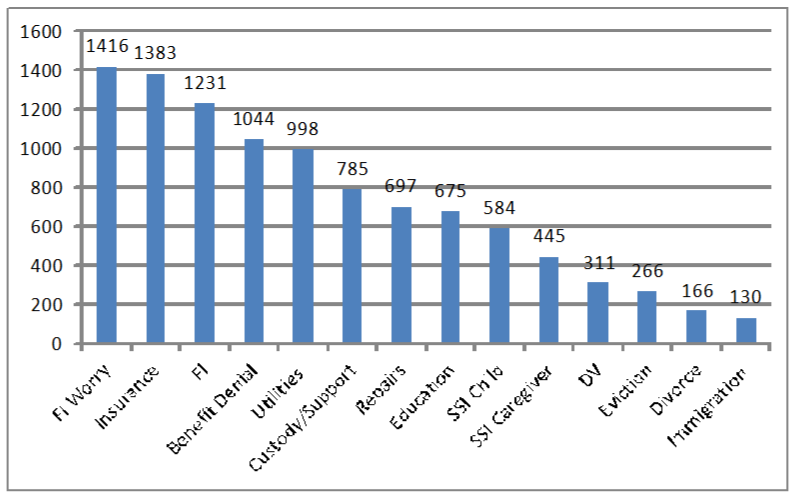 1600
1400
1200
1000
800
600
400
200
0
1416
1383
1231
1044
998
785
697
675
584
445
311
266
166
130
FI Worry
Insurance
FI
Benefit Denial
Utilities
Custody/Support
Repairs
Education
SSI Child
SSI Caregiver
DV
Eviction
Divorce
Immigration